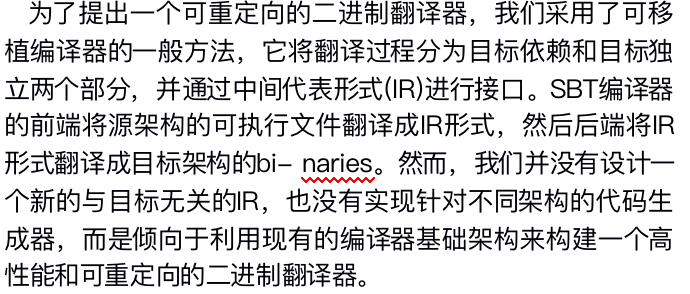 为了提出一个可重定向的二进制翻译器，我们采用了可移
植编译器的一般方法，它将翻译过程分为目标依赖和目标独
立两个部分，并通过中间代表形式(IR)进行接口。SBT编译器
的前端将源架构的可执行文件翻译成IR形式，然后后端将IR
形式翻译成目标架构的bi- naries。然而，我们并没有设计一
个新的与目标无关的IR，也没有实现针对不同架构的代码生
成器，而是倾向于利用现有的编译器基础架构来构建一个高
性能和可重定向的二进制翻译器。